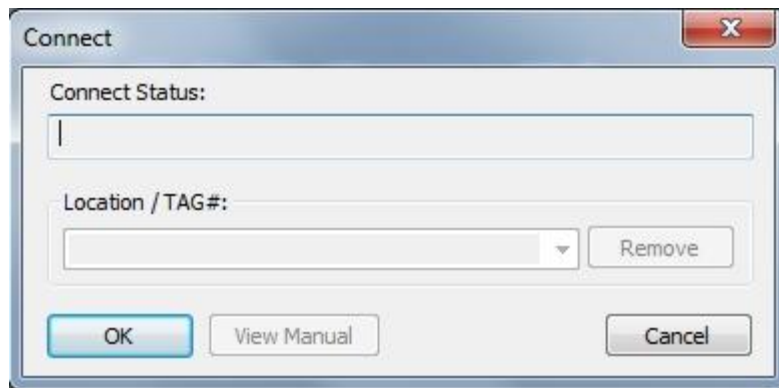 Connect
Connect Status:
Location / TAG#:
Remove
OK View Manual Cancel